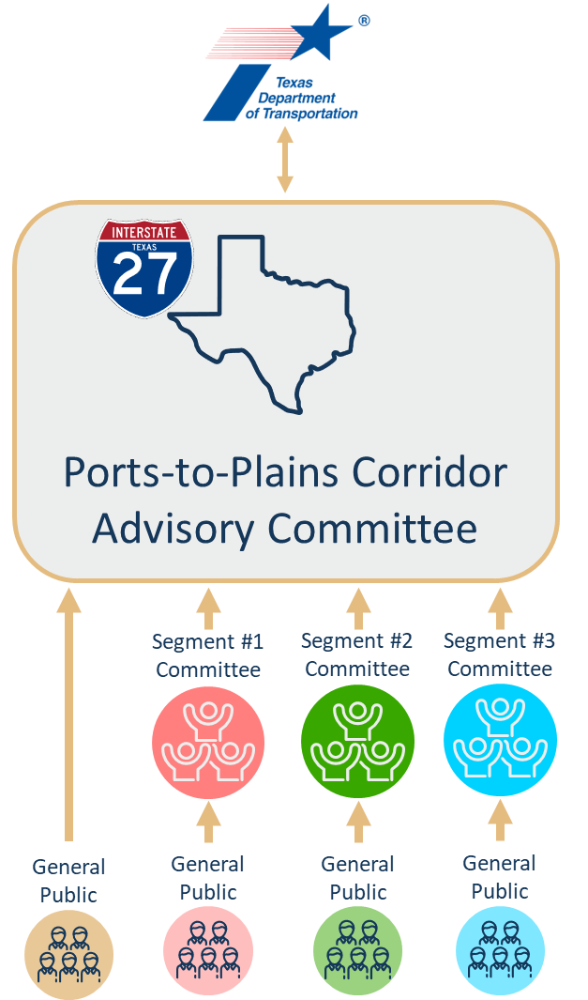 ®
Texas
Department
of Transportation
INTERSTATE
TEXAS
27
Ports-to-Plains Corridor
Advisory Committee
Segment #1
Committee
Segment #2
Committee
Segment #3
Committee
General
Public
General
Public
General
Public
General
Public